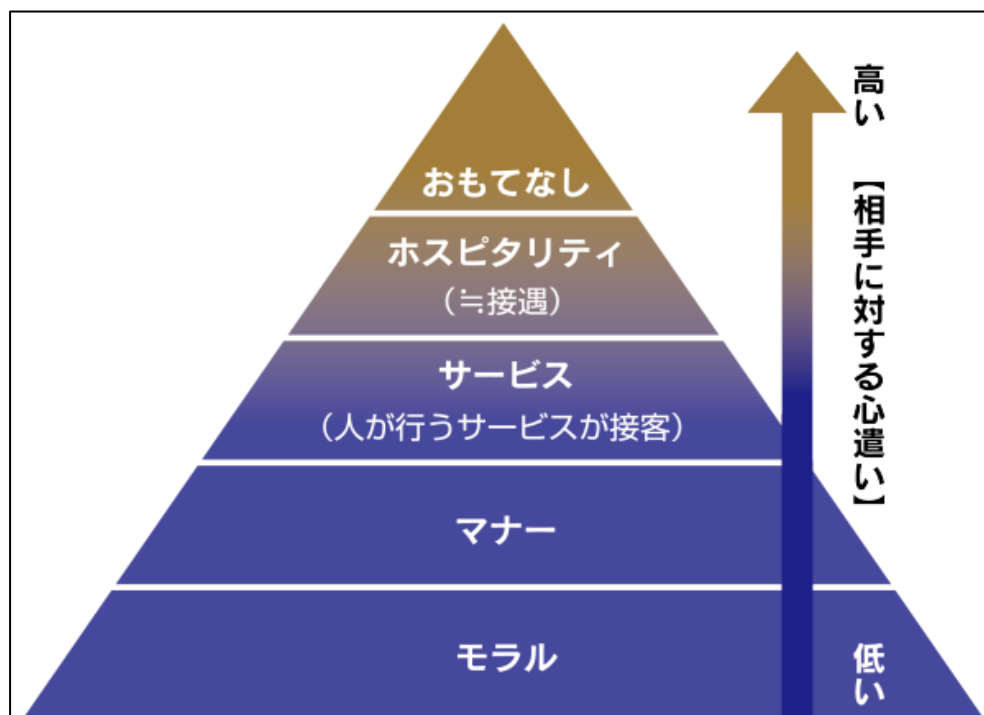 おもてなし
ホスピタリティ
（≒接遇）
サービス
（人が行うサービスが接客）
マナー
モラル
高い
【相手に対する心遣い】
低い